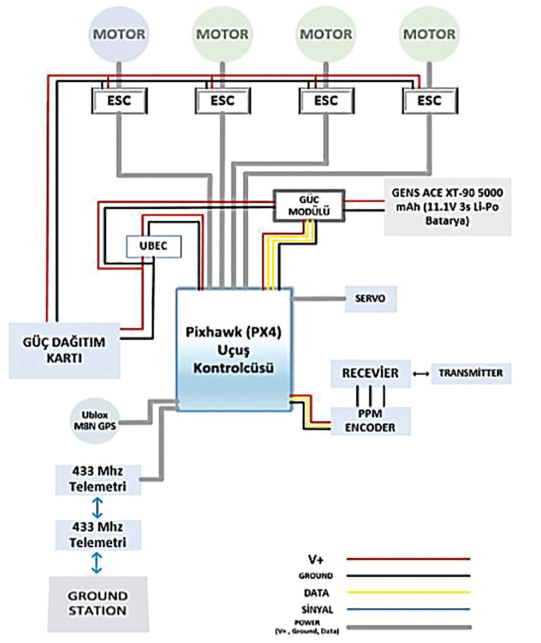 MOTOR
MOTOR
MOTOR
MOTOR
ESC
ESC
ESC
ESC
GÜÇ
MODÜLÜ
GENS ACE XT-90 5000
mAh (11.1V 3s Li-Po
Batarya)
UBEC
Pixhawk (PX4)
Uçuş
Kontrolcüsü
SERVO
GÜÇ DAĞITIM
KARTI
RECEVİER
TRANSMİTTER
PPM
ENCODER
Ublox
M8N GPS
433 Mhz
Telemetri
433 Mhz
Telemetri
GROUND
STATION
V+
GROUND
DATA
SİNYAL
POWER
(V+, Ground, Data)